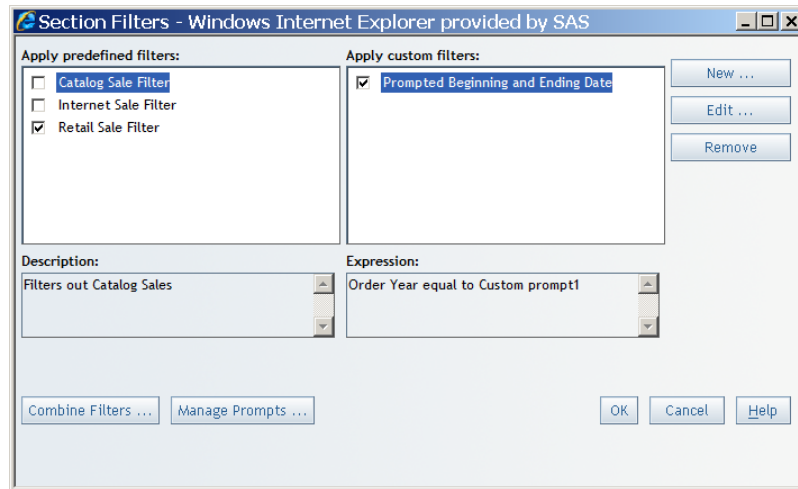 Section Filters - Windows Internet Explorer provided by SAS
Apply predefined filters:
Catalog Sale Filter
Internet Sale Filter
Retail Sale Filter
Apply custom filters:
Prompted Beginning and Ending Date
New ...
Edit ...
Remove
Description:
Filters out Catalog Sales
Expression:
Order Year equal to Custom prompt1
Combine Filters ...
Manage Prompts ...
OK
Cancel
Help